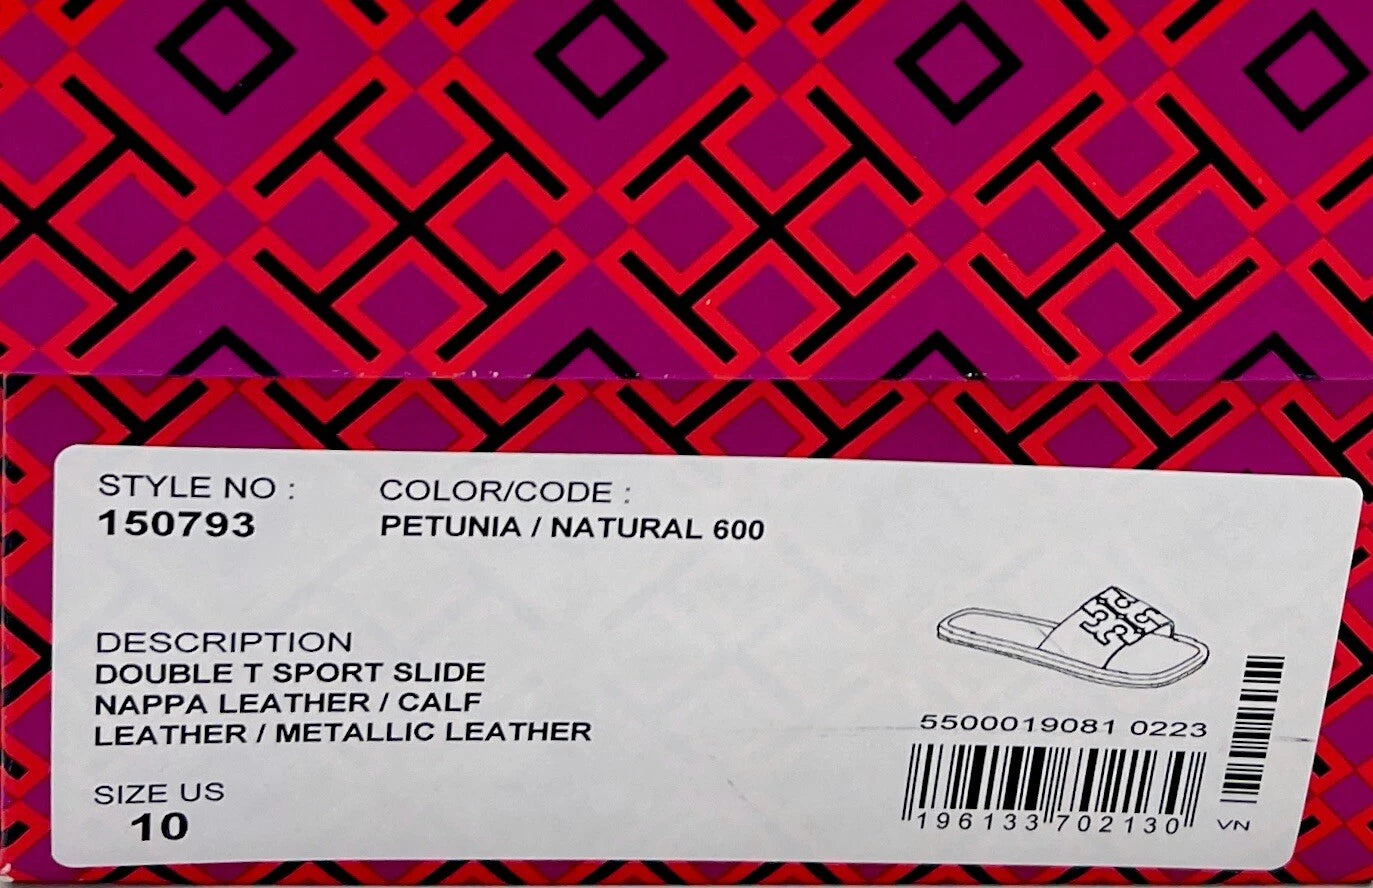 STYLE NO :
150793
COLOR/CODE :
PETUNIA / NATURAL 600
DESCRIPTION
DOUBLE T SPORT SLIDE
NAPPA LEATHER / CALF
LEATHER / METALLIC LEATHER
SIZE US
10
5500019081 0223
196133702130
VN